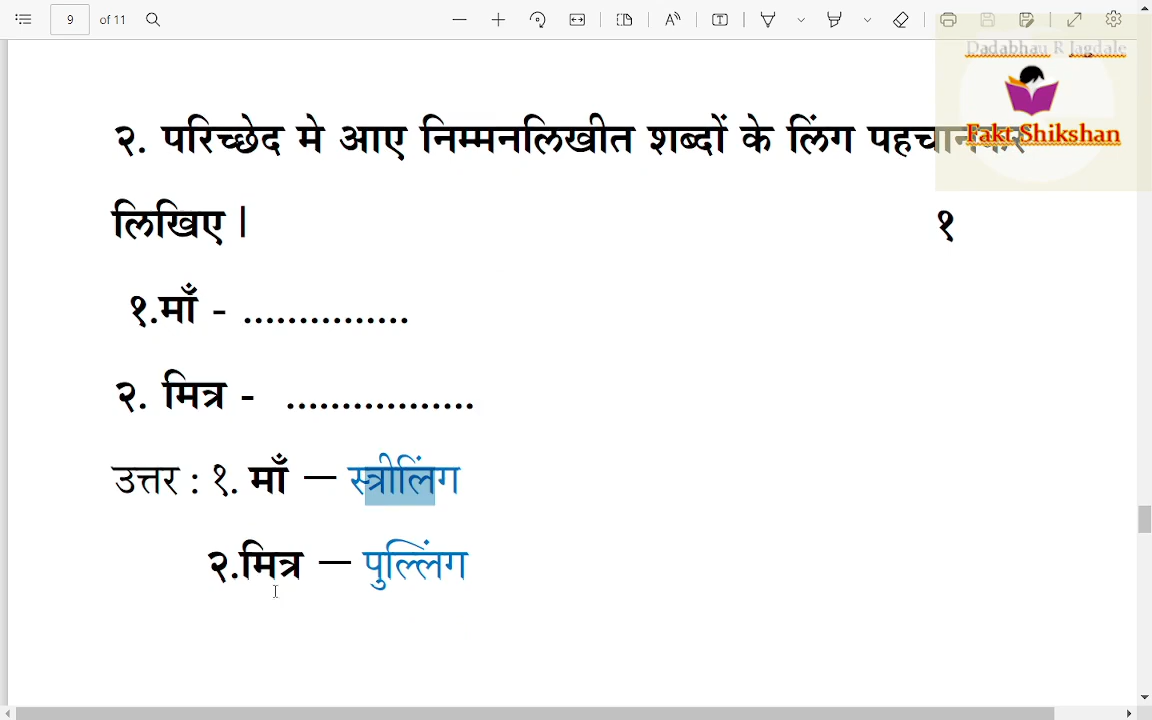 9 of 11
Dadabhau R Jagdale
Fakt Shikshan
२. परिच्छेद मे आए निम्मनलिखीत शब्दों के लिंग पहचानकर
लिखिए | १
१.माँ - ...............
२. मित्र - .................
उत्तर : १. माँ — स्त्रीलिंग
२.मित्र — पुल्लिंग